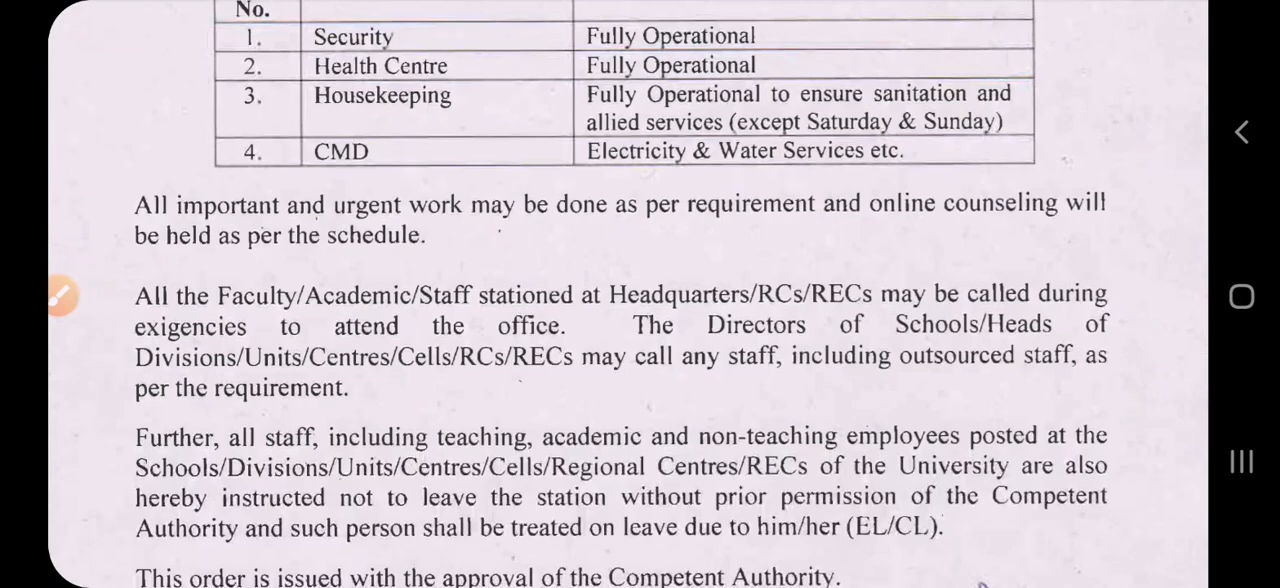 No.
1. Security Fully Operational
2. Health Centre Fully Operational
3. Housekeeping Fully Operational to ensure sanitation and
allied services (except Saturday & Sunday)
4. CMD Electricity & Water Services etc.
All important and urgent work may be done as per requirement and online counseling will
be held as per the schedule.
All the Faculty/Academic/Staff stationed at Headquarters/RCs/RECs may be called during
exigencies to attend the office. The Directors of Schools/Heads of
Divisions/Units/Centres/Cells/RCs/RECs may call any staff, including outsourced staff, as
per the requirement.
Further, all staff, including teaching, academic and non-teaching employees posted at the
Schools/Divisions/Units/Centres/Cells/Regional Centres/RECs of the University are also
hereby instructed not to leave the station without prior permission of the Competent
Authority and such person shall be treated on leave due to him/her (EL/CL).
This order is issued with the approval of the Competent Authority.